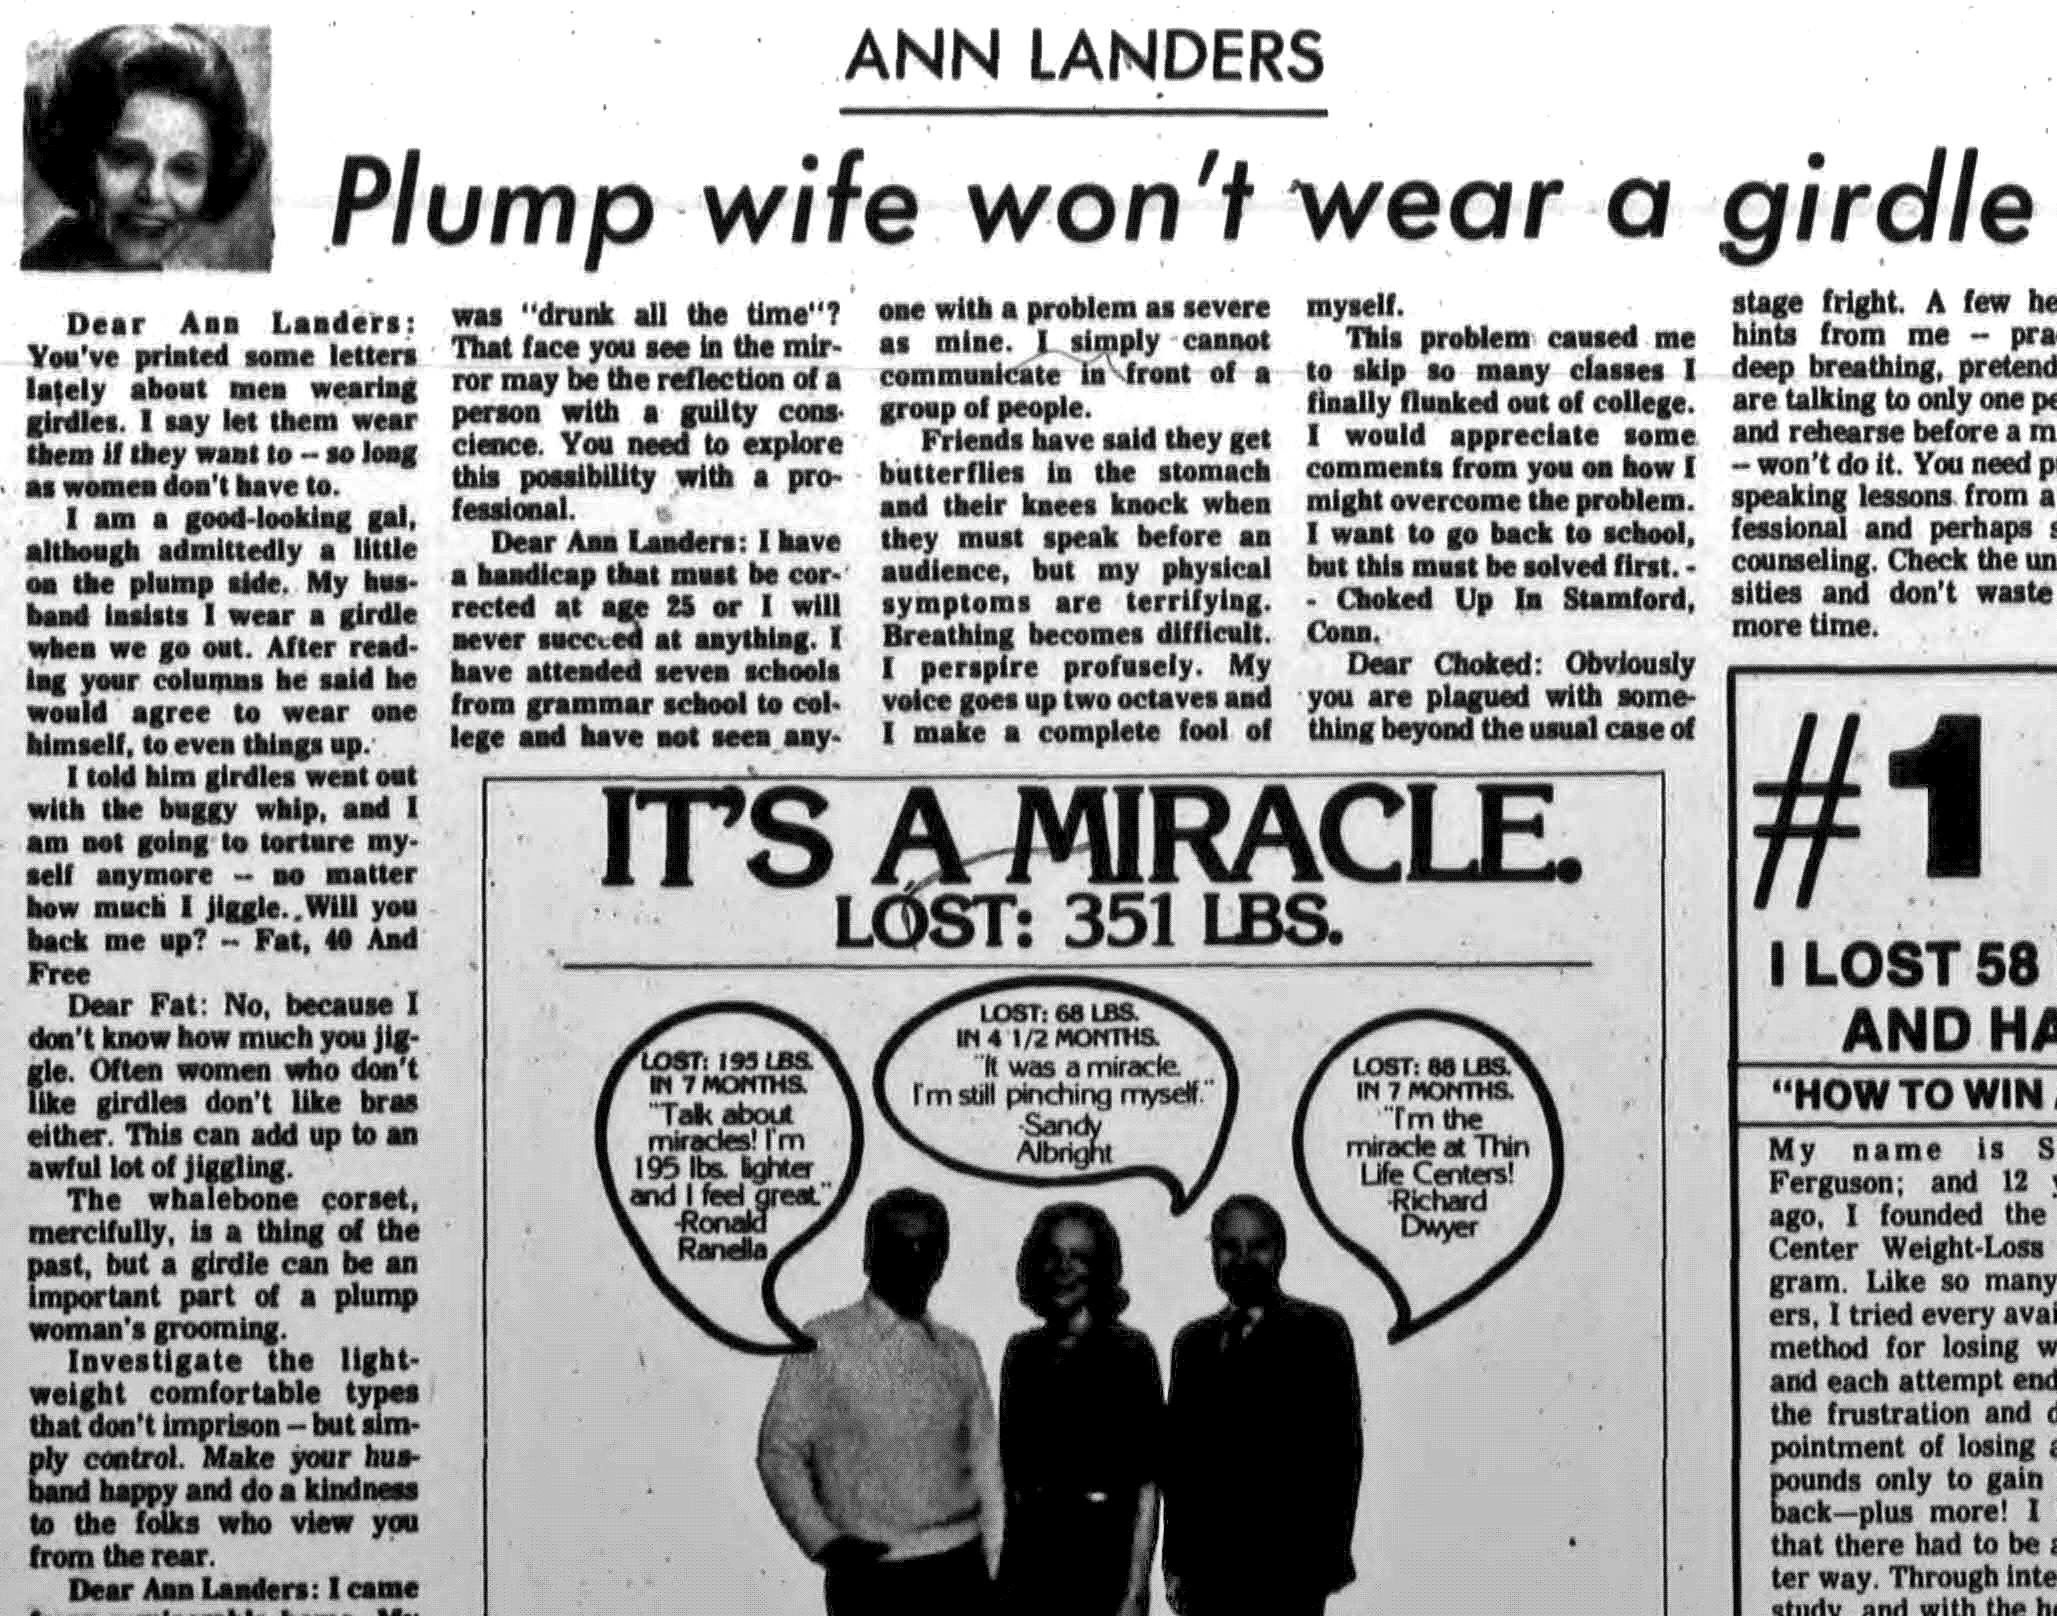 ANN LANDERS
Plump wife won't wear a girdle
Dear Ann Landers:
You've printed some letters
lately about men wearing
girdles. I say let them wear
them if they want to – so long
as women don't have to.
I am a good-looking gal,
although admittedly a little
on the plump side. My hus-
band insists I wear a girdle
when we go out. After read-
ing your columns he said he
would agree to wear one
himself, to even things up.
I told him girdles went out
with the buggy whip, and I
am not going to torture my-
self anymore – no matter
how much I jiggle. Will you
back me up? – Fat, 40 And
Free
Dear Fat: No, because I
don't know how much you jig-
gle. Often women who don't
like girdles don't like bras
either. This can add up to an
awful lot of jiggling.
The whalebone corset,
mercifully, is a thing of the
past, but a girdle can be an
important part of a plump
woman's grooming.
Investigate the light-
weight comfortable types
that don't imprison – but sim-
ply control. Make your hus-
band happy and do a kindness
to the folks who view you
from the rear.
Dear Ann Landers: I came
was "drunk all the time"?
That face you see in the mir-
ror may be the reflection of a
person with a guilty cons-
cience. You need to explore
this possibility with a pro-
fessional.
Dear Ann Landers: I have
a handicap that must be cor-
rected at age 25 or I will
never succeed at anything. I
have attended seven schools
from grammar school to col-
lege and have not seen any-
one with a problem as severe
as mine. I simply cannot
communicate in front of a
group of people.
Friends have said they get
butterflies in the stomach
and their knees knock when
they must speak before an
audience, but my physical
symptoms are terrifying.
Breathing becomes difficult.
I perspire profusely. My
voice goes up two octaves and
I make a complete fool of
myself.
This problem caused me
to skip so many classes I
finally flunked out of college.
I would appreciate some
comments from you on how I
might overcome the problem.
I want to go back to school,
but this must be solved first. -
- Choked Up In Stamford,
Conn.
Dear Choked: Obviously
you are plagued with some-
thing beyond the usual case of
stage fright. A few he
hints from me – pra
deep breathing, pretend
are talking to only one pe
and rehearse before a m
– won't do it. You need p
speaking lessons from a
fessional and perhaps s
counseling. Check the un
sities and don't waste
more time.
IT'S A MIRACLE.
LOST: 351 LBS.
LOST: 195 LBS.
IN 7 MONTHS.
"Talk about
miracles! I'm
195 lbs. lighter
and I feel great."
-Ronald
Ranella
LOST: 68 LBS.
IN 4 1/2 MONTHS.
"It was a miracle.
I'm still pinching myself."
-Sandy
Albright
LOST: 88 LBS.
IN 7 MONTHS.
"I'm the
miracle at Thin
Life Centers!
-Richard
Dwyer
#1
I LOST 58
AND HA
"HOW TO WIN
My name is S
Ferguson; and 12 y
ago, I founded the
Center Weight-Loss
gram. Like so many
ers, I tried every avai
method for losing w
and each attempt end
the frustration and d
pointment of losing a
pounds only to gain
back—plus more! I
that there had to be a
ter way. Through inte
study, and with the he